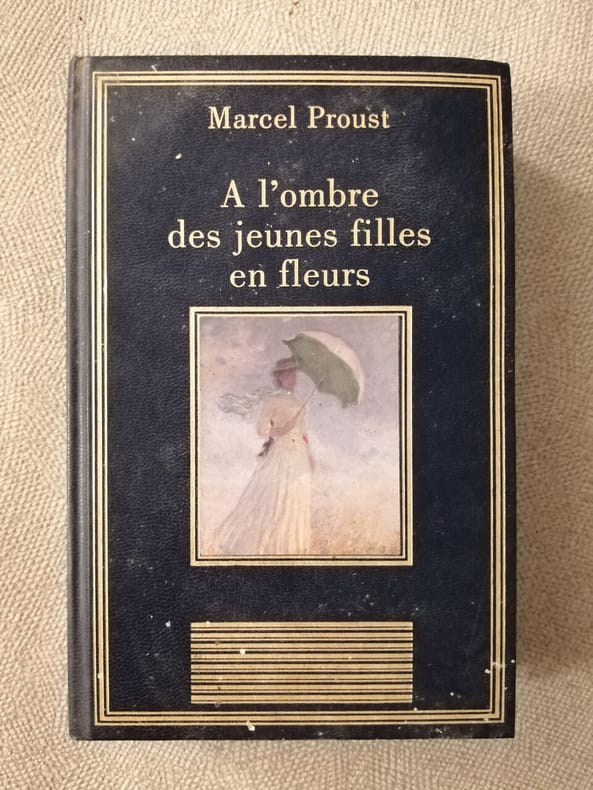 Marcel Proust
A l'ombre
des jeunes filles
en fleurs